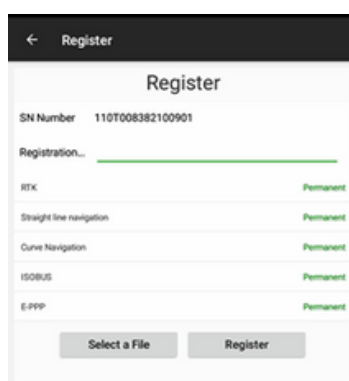 ← Register
Register
SN Number 110T008382100901
Registration...
RTK Permanent
Straight line navigation Permanent
Curve Navigation Permanent
ISOBUS Permanent
E-PPP Permanent
Select a File Register